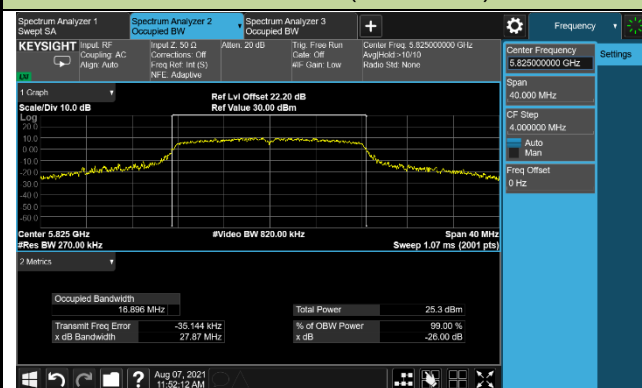 Spectrum Analyzer 1
Swept SA
Spectrum Analyzer 2
Occupied BW
Spectrum Analyzer 3
Occupied BW
+
Frequency
KEYSIGHT
Input: RF
Coupling: AC
Align: Auto
Input Z: 50 Ω
Corrections: Off
Freq Ref: Int (S)
NFE: Adaptive
Atten: 20 dB
Trig: Free Run
Gate: Off
#IF Gain: Low
Center Freq: 5.825000000 GHz
Avg|Hold:>10/10
Radio Std: None
LVI
Center Frequency
5.825000000 GHz
Settings
Span
40.000 MHz
CF Step
4.000000 MHz
Auto
Man
Freq Offset
0 Hz
1 Graph
Scale/Div 10.0 dB
Ref Lvl Offset 22.20 dB
Ref Value 30.00 dBm
Log
20.0
10.0
0.00
-10.0
-20.0
-30.0
-40.0
-50.0
-60.0
Center 5.825 GHz
#Res BW 270.00 kHz
#Video BW 820.00 kHz
Span 40 MHz
Sweep 1.07 ms (2001 pts)
2 Metrics
Occupied Bandwidth
16.896 MHz
Total Power
25.3 dBm
Transmit Freq Error
-35.144 kHz
% of OBW Power
99.00 %
x dB Bandwidth
27.87 MHz
x dB
-26.00 dB
?
Aug 07, 2021
11:52:12 AM